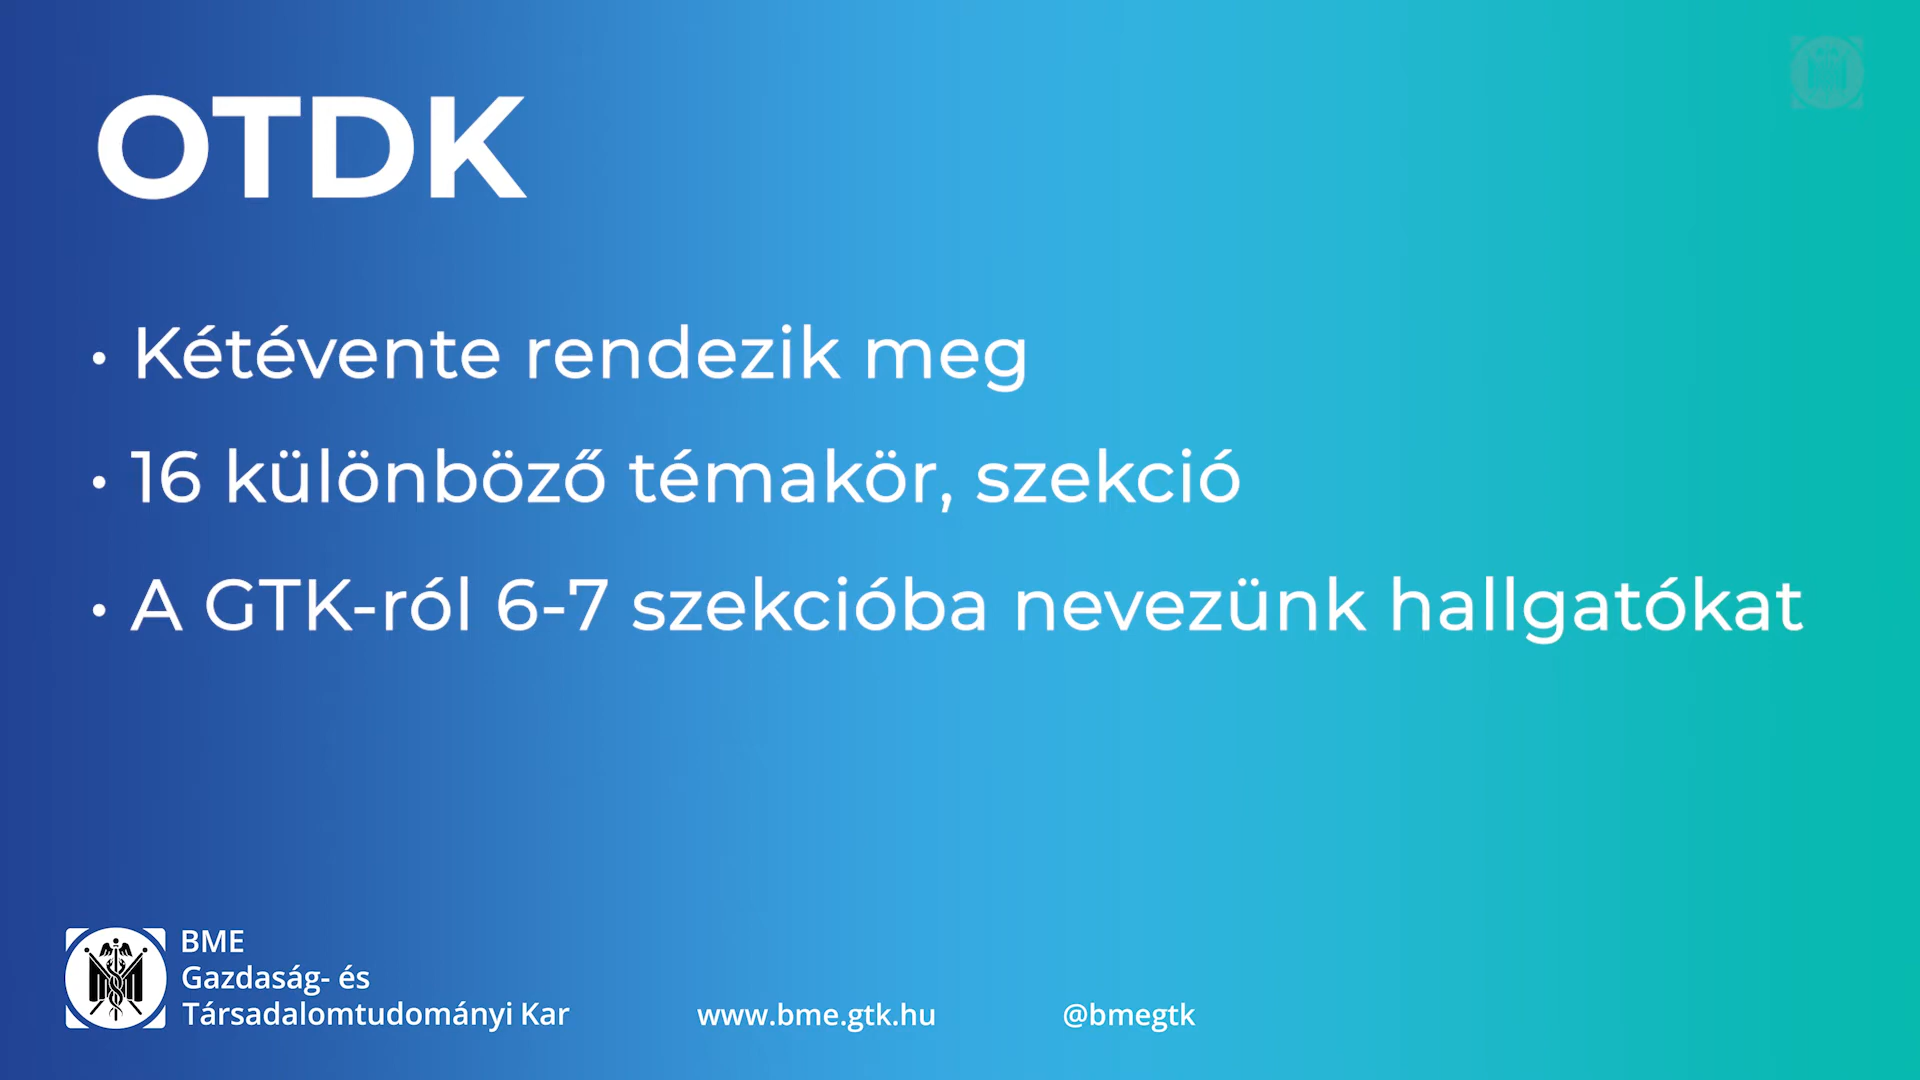 OTDK
• Kétévente rendezik meg
• 16 különböző témakör, szekció
• A GTK-ról 6-7 szekcióba nevezünk hallgatókat
BME
Gazdaság- és
Társadalomtudományi Kar
www.bme.gtk.hu
@bmegtk